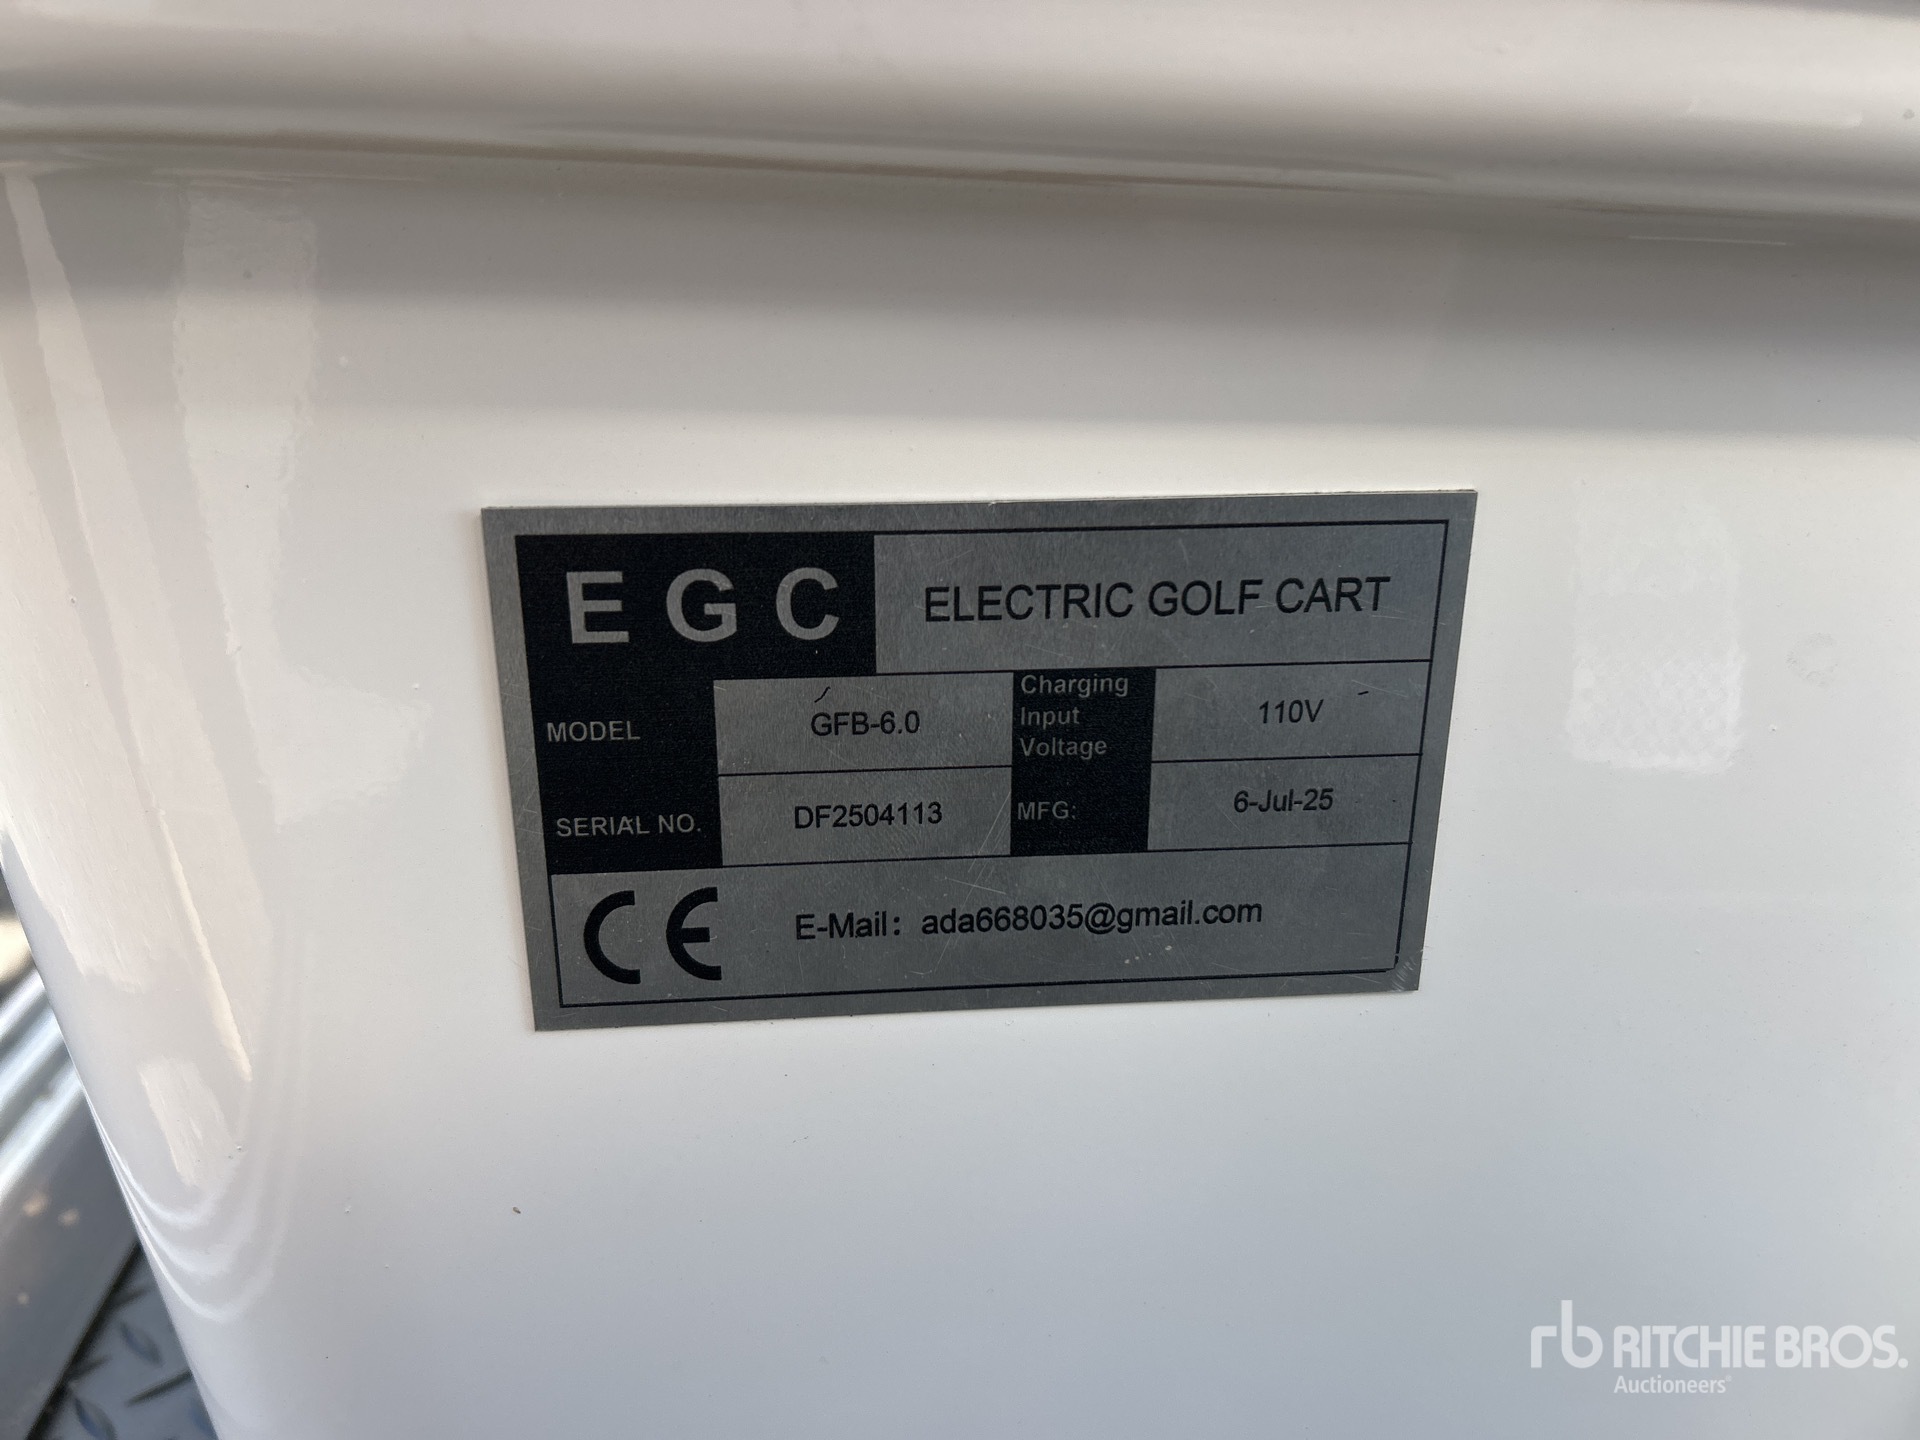 E G C ELECTRIC GOLF CART
MODEL GFB-6.0 Charging Input Voltage 110V
SERIAL NO. DF2504113 MFG: 6-Jul-25
CE E-Mail: ada668035@gmail.com
rb RITCHIE BROS.
Auctioneers